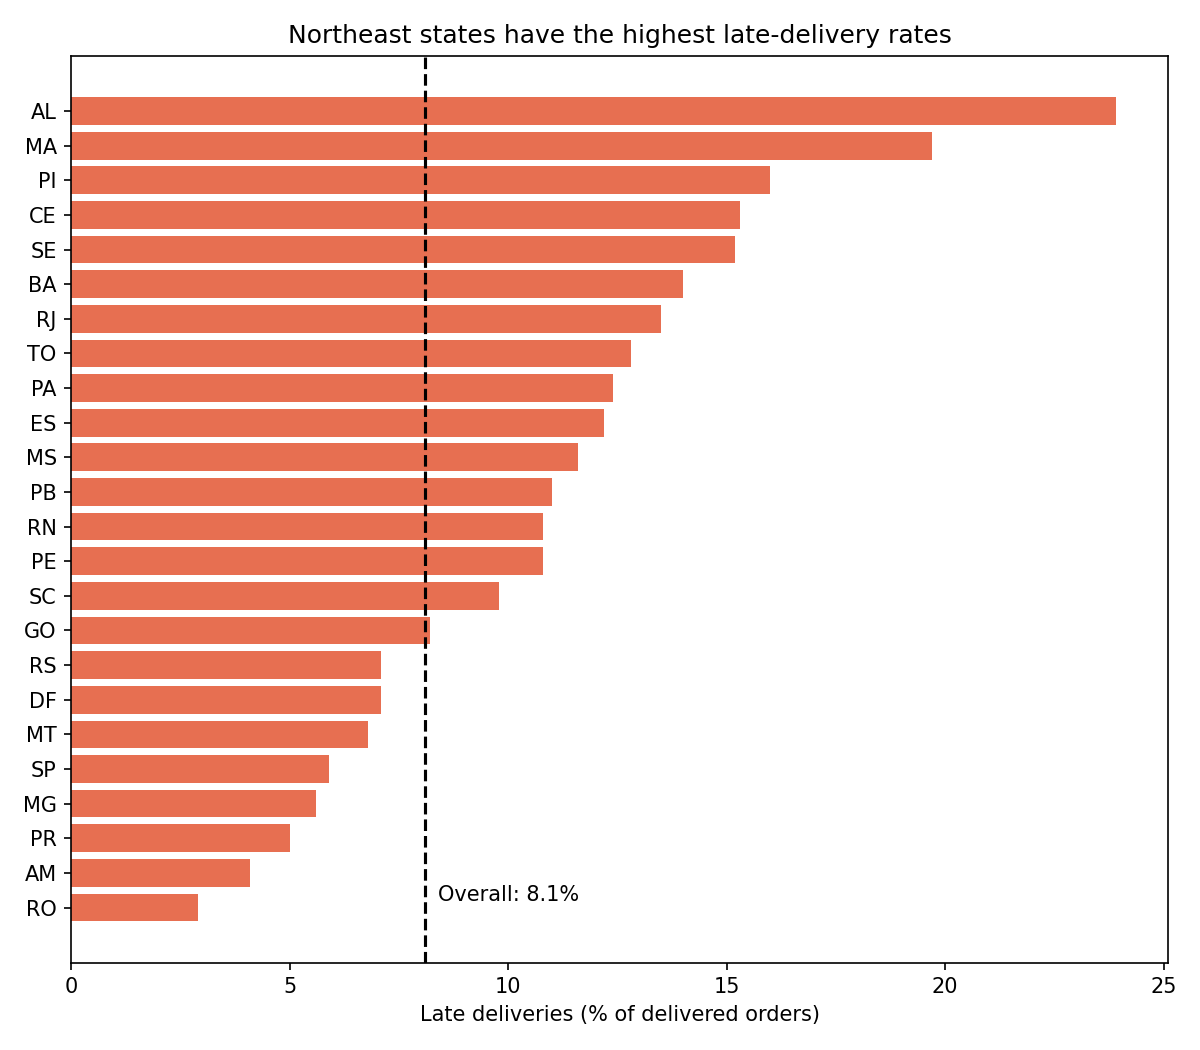 Northeast states have the highest late-delivery rates
AL
MA
PI
CE
SE
BA
RJ
TO
PA
ES
MS
PB
RN
PE
SC
GO
RS
DF
MT
SP
MG
PR
AM
Overall: 8.1%
RO
0 5 10 15 20 25
Late deliveries (% of delivered orders)